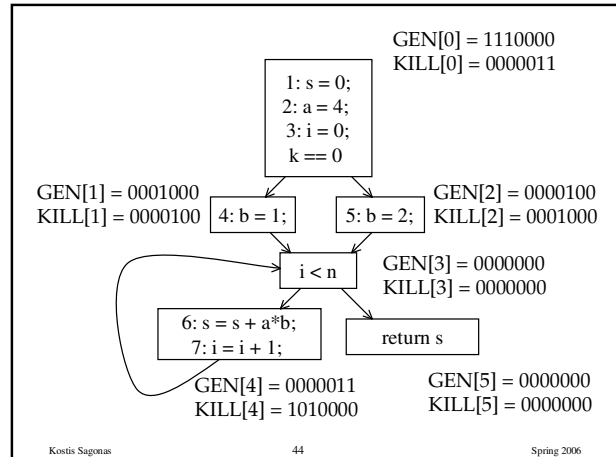 GEN[0] = 1110000
KILL[0] = 0000011
1: s = 0;
2: a = 4;
3: i = 0;
k == 0
GEN[1] = 0001000
KILL[1] = 0000100
4: b = 1;
5: b = 2;
GEN[2] = 0000100
KILL[2] = 0001000
i < n
GEN[3] = 0000000
KILL[3] = 0000000
6: s = s + a*b;
7: i = i + 1;
return s
GEN[4] = 0000011
KILL[4] = 1010000
GEN[5] = 0000000
KILL[5] = 0000000
Kostis Sagonas
44
Spring 2006